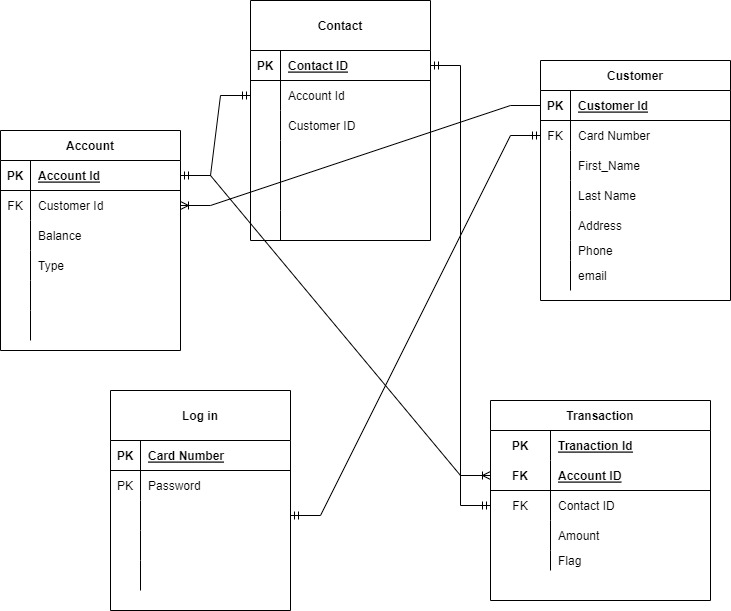 Contact
PK Contact ID
Account Id
Customer ID
Customer
PK Customer Id
FK Card Number
First_Name
Last Name
Address
Phone
email
Account
PK Account Id
FK Customer Id
Balance
Type
Log in
PK Card Number
PK Password
Transaction
PK Tranaction Id
FK Account ID
FK Contact ID
Amount
Flag